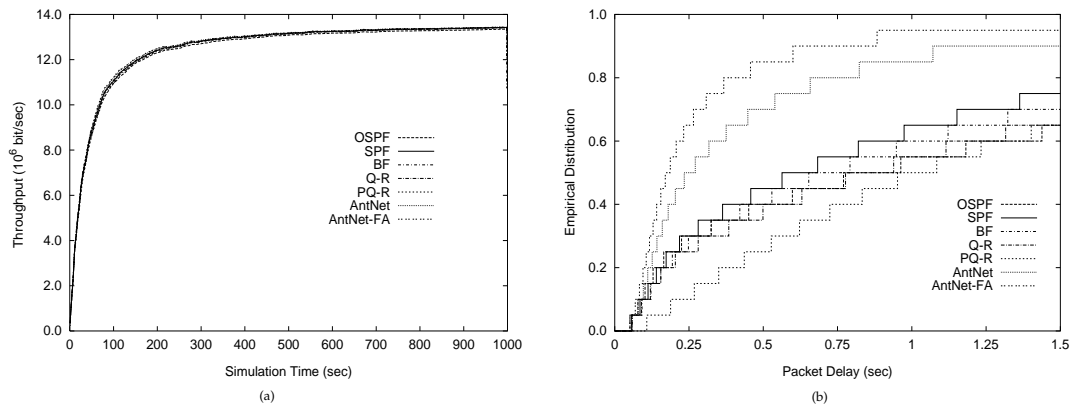 14.0
12.0
10.0
8.0
6.0
4.0
2.0
0.0
Throughput (10⁶ bit/sec)
OSPF
SPF
BF
Q-R
PQ-R
AntNet
AntNet-FA
0 100 200 300 400 500 600 700 800 900 1000
Simulation Time (sec)
(a)
1.0
0.8
0.6
0.4
0.2
0.0
Empirical Distribution
OSPF
SPF
BF
Q-R
PQ-R
AntNet
AntNet-FA
0 0.25 0.5 0.75 1 1.25 1.5
Packet Delay (sec)
(b)